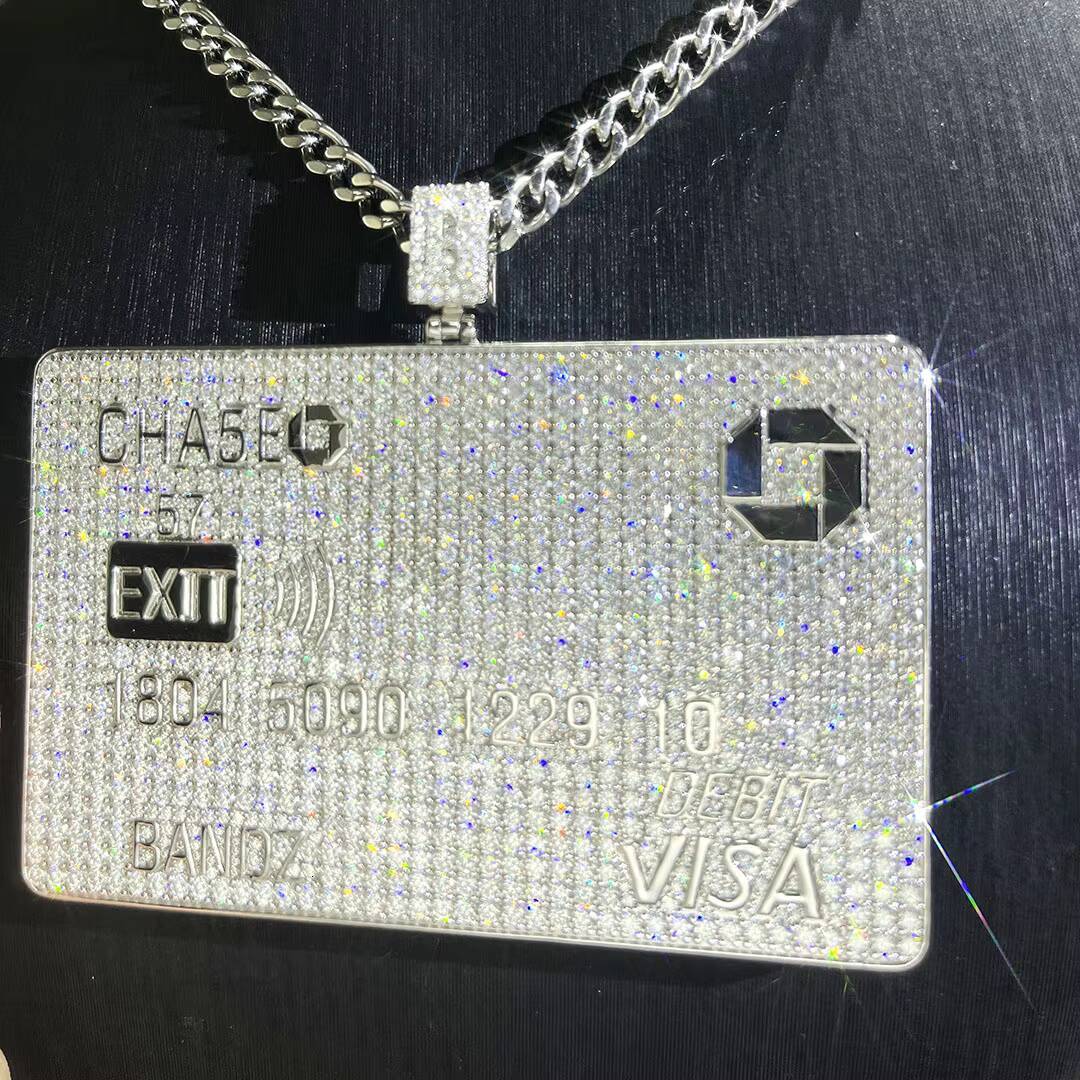 CHA5E
57
EXIT
1804 5090 1229 10
DEBIT
VISA
BANDZ